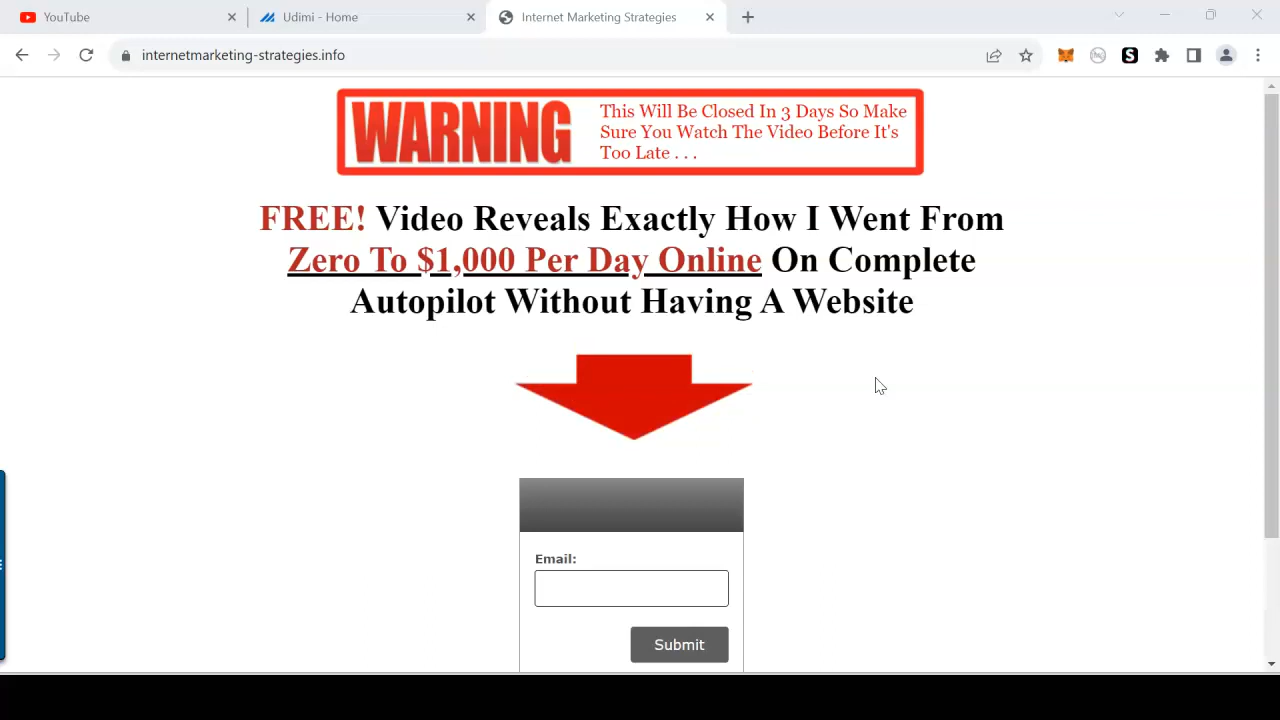 YouTube
Udimi - Home
Internet Marketing Strategies
internetmarketing-strategies.info
WARNING
This Will Be Closed In 3 Days So Make
Sure You Watch The Video Before It's
Too Late . . .
FREE! Video Reveals Exactly How I Went From
Zero To $1,000 Per Day Online On Complete
Autopilot Without Having A Website
Email:
Submit